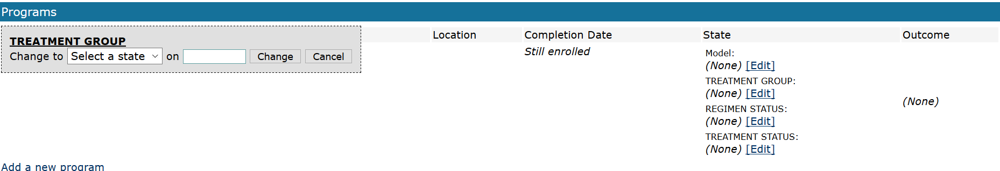 Programs
TREATMENT GROUP
Change to Select a state on Change Cancel
Location Completion Date State Outcome
Still enrolled
Model:
(None) [Edit]
TREATMENT GROUP:
(None) [Edit]
REGIMEN STATUS:
(None) [Edit]
TREATMENT STATUS:
(None) [Edit]
(None)
Add a new program